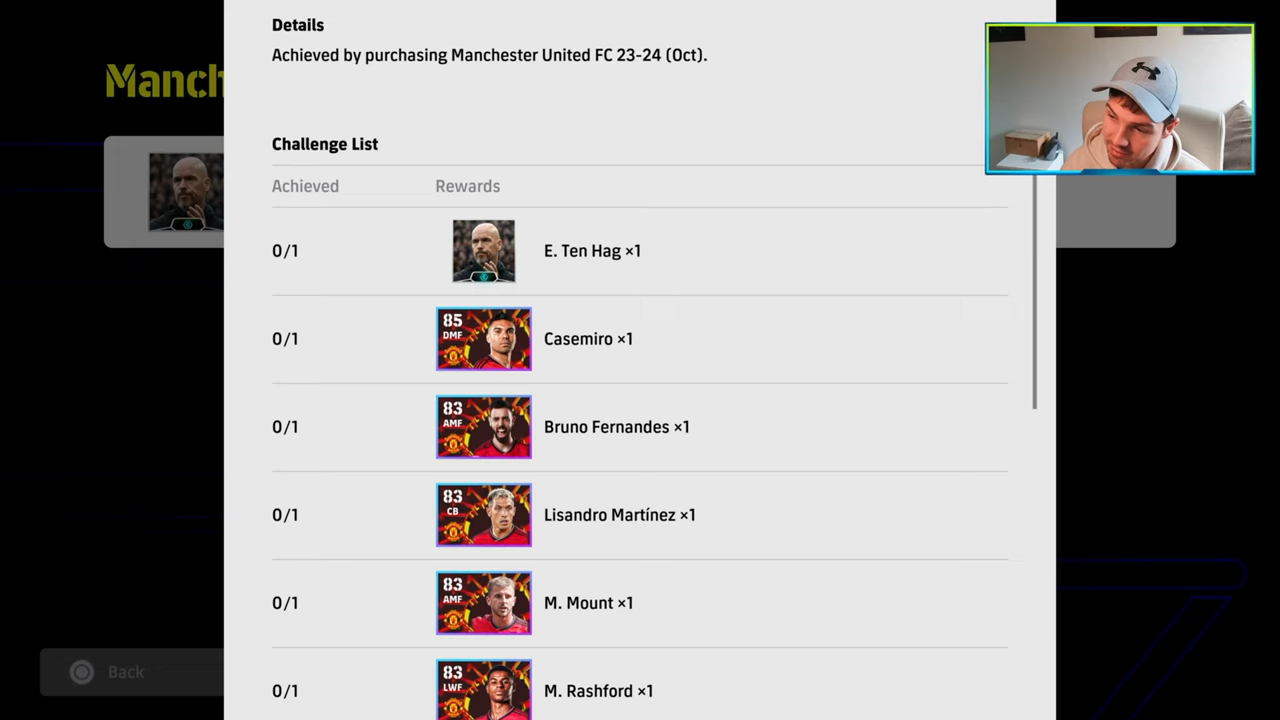 Details
Achieved by purchasing Manchester United FC 23-24 (Oct).
Manch
Challenge List
Achieved Rewards
0/1 E. Ten Hag ×1
85
DMF
0/1 Casemiro ×1
83
AMF
0/1 Bruno Fernandes ×1
83
CB
0/1 Lisandro Martínez ×1
83
AMF
0/1 M. Mount ×1
83
LWF
0/1 M. Rashford ×1
Back